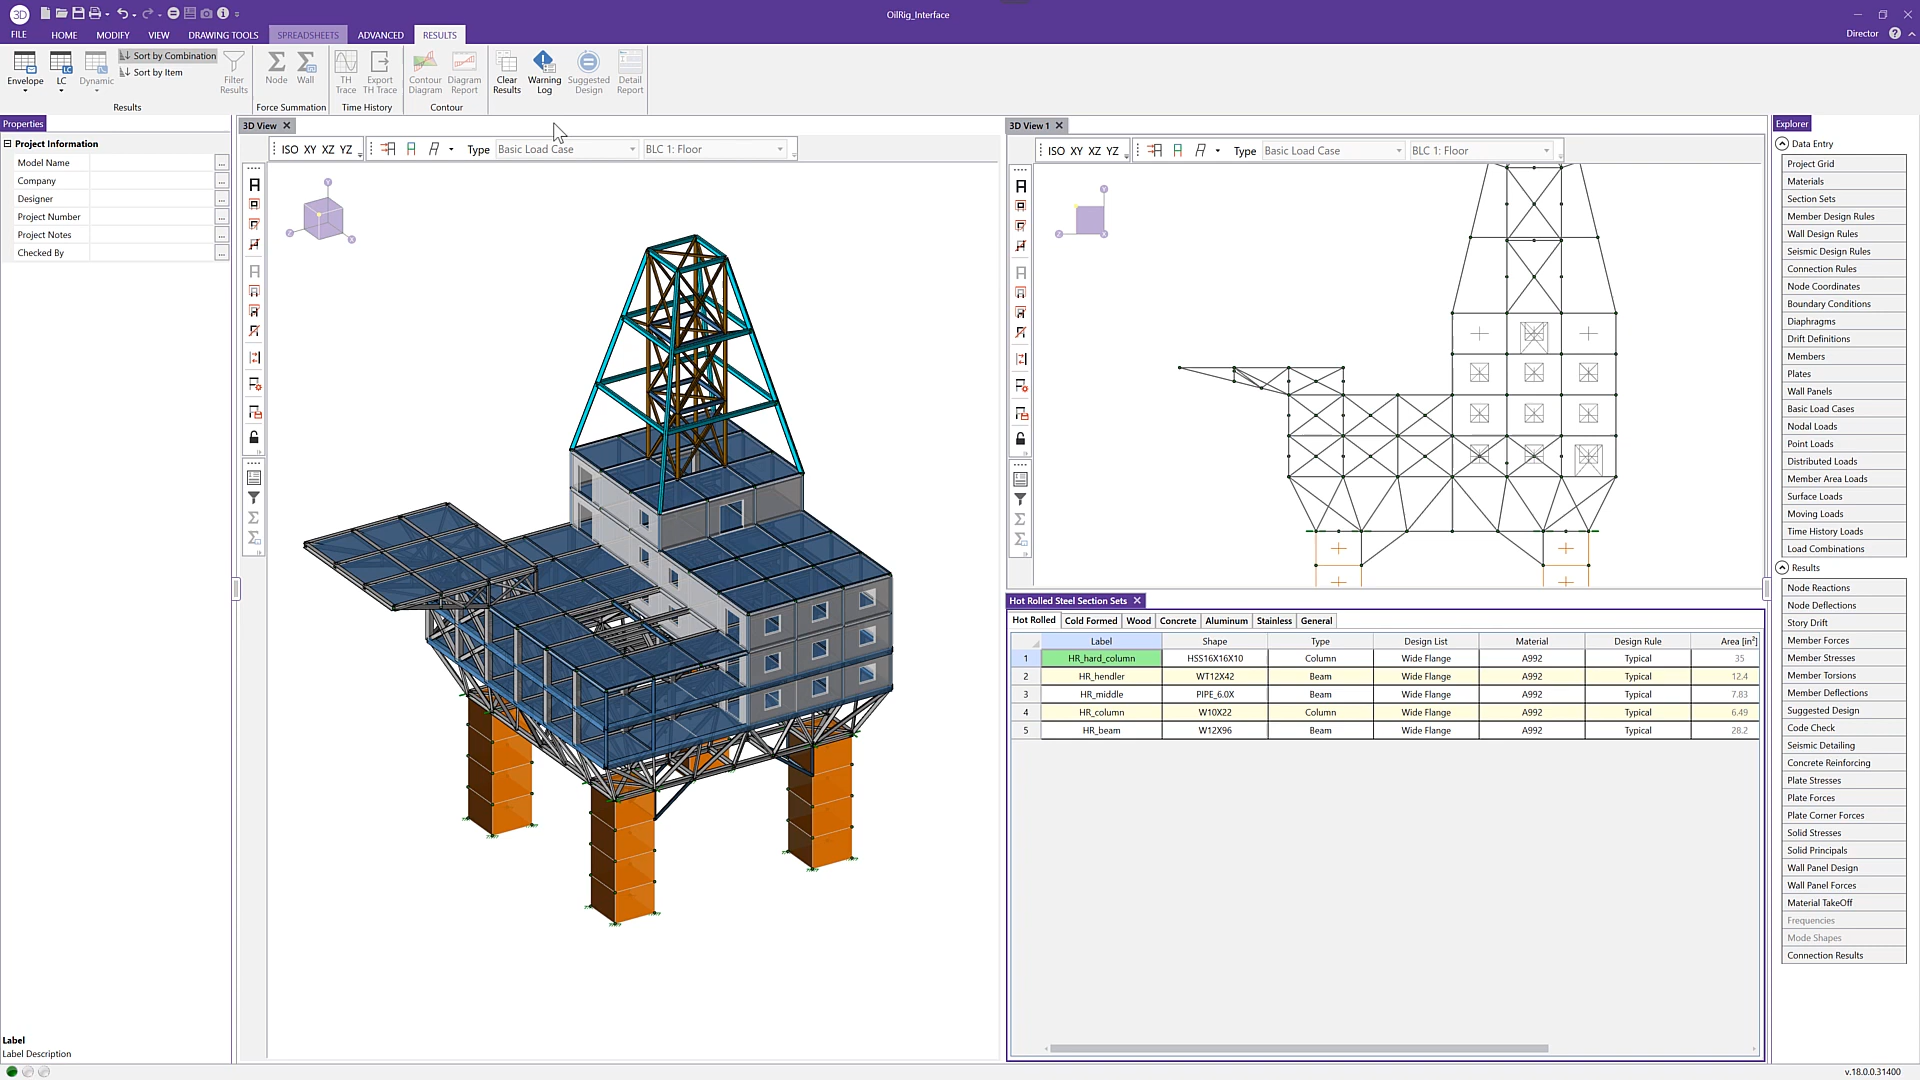 3D
OilRig_Interface
FILE HOME MODIFY VIEW DRAWING TOOLS SPREADSHEETS ADVANCED RESULTS
Director
Envelope LC Dynamic
Sort by Combination
Sort by Item
Filter Results
Results
Node Wall
Force Summation
TH Trace Export TH Trace
Time History
Contour Diagram Diagram Report
Contour
Clear Results Warning Log Suggested Design Detail Report
Properties
Project Information
Model Name ...
Company ...
Designer ...
Project Number ...
Project Notes ...
Checked By ...
Label
Label Description
3D View
ISO XY XZ YZ Type Basic Load Case BLC 1: Floor
3D View 1
ISO XY XZ YZ Type Basic Load Case BLC 1: Floor
Hot Rolled Steel Section Sets
Hot Rolled Cold Formed Wood Concrete Aluminum Stainless General
Label Shape Type Design List Material Design Rule Area [in²]
1 HR_hard_column HSS16X16X10 Column Wide Flange A992 Typical 35
2 HR_hendler WT12X42 Beam Wide Flange A992 Typical 12.4
3 HR_middle PIPE_6.0X Beam Wide Flange A992 Typical 7.83
4 HR_column W10X22 Column Wide Flange A992 Typical 6.49
5 HR_beam W12X96 Beam Wide Flange A992 Typical 28.2
Explorer
Data Entry
Project Grid
Materials
Section Sets
Member Design Rules
Wall Design Rules
Seismic Design Rules
Connection Rules
Node Coordinates
Boundary Conditions
Diaphragms
Drift Definitions
Members
Plates
Wall Panels
Basic Load Cases
Nodal Loads
Point Loads
Distributed Loads
Member Area Loads
Surface Loads
Moving Loads
Time History Loads
Load Combinations
Results
Node Reactions
Node Deflections
Story Drift
Member Forces
Member Stresses
Member Torsions
Member Deflections
Suggested Design
Code Check
Seismic Detailing
Concrete Reinforcing
Plate Stresses
Plate Forces
Plate Corner Forces
Solid Stresses
Solid Principals
Wall Panel Design
Wall Panel Forces
Material TakeOff
Frequencies
Mode Shapes
Connection Results
v.18.0.0.31400